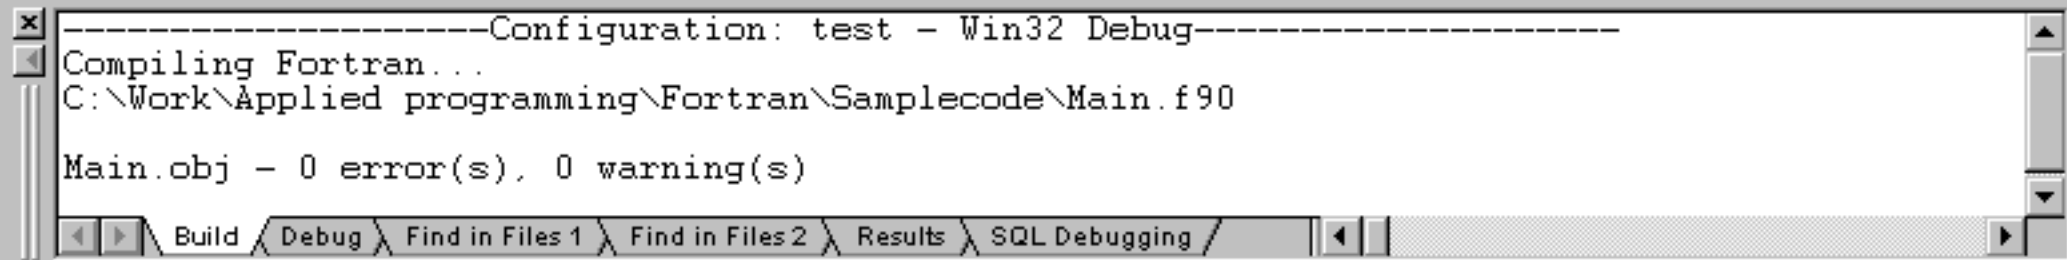 --------------------Configuration: test - Win32 Debug--------------------
Compiling Fortran...
C:\Work\Applied programming\Fortran\Samplecode\Main.f90
Main.obj - 0 error(s), 0 warning(s)
Build Debug Find in Files 1 Find in Files 2 Results SQL Debugging